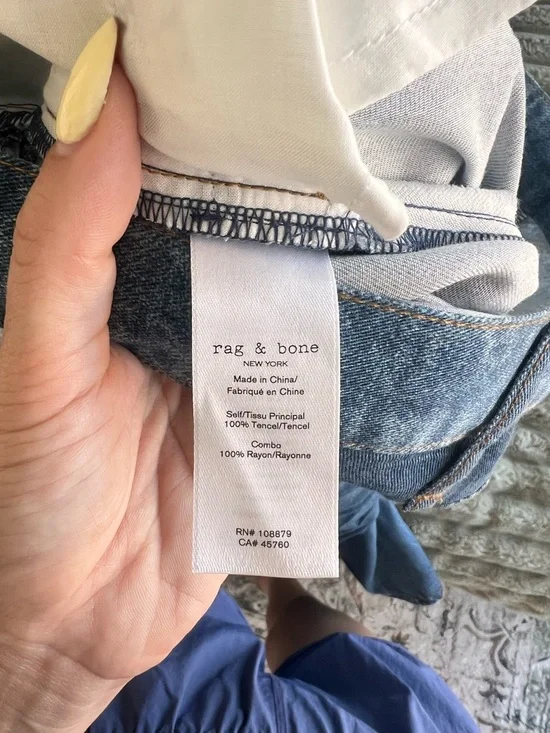 rag & bone
NEW YORK
Made in China/
Fabriqué en Chine
Self/Tissu Principal
100% Tencel/Tencel
Combo
100% Rayon/Rayonne
RN# 108879
CA# 45760